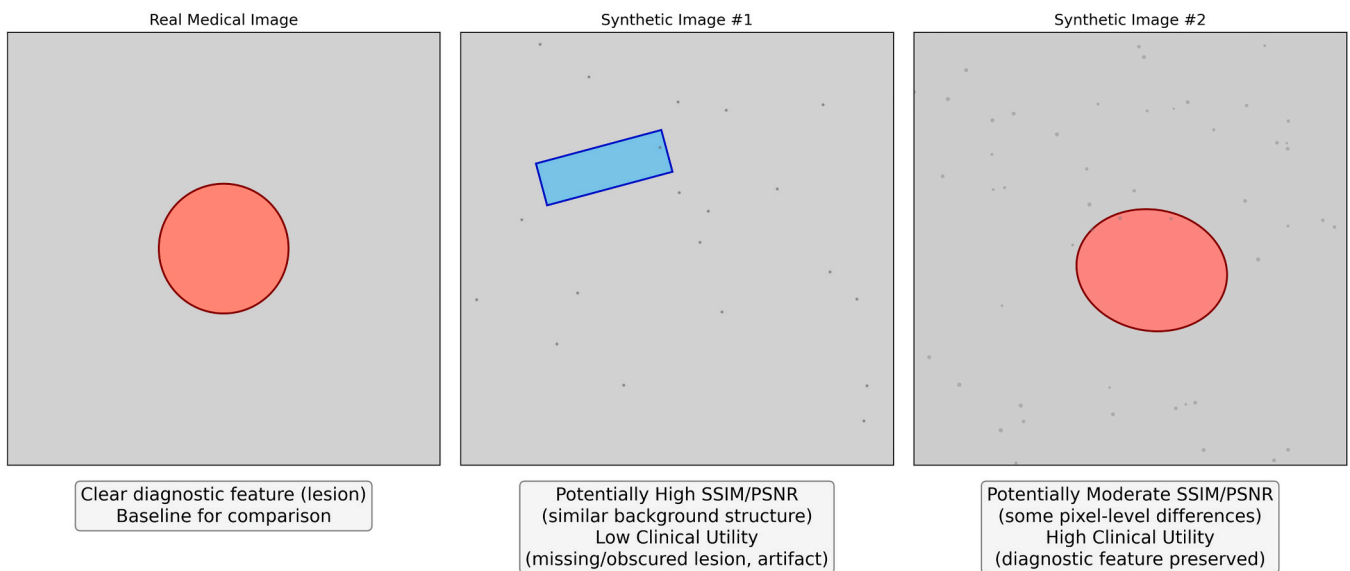 Real Medical Image
Synthetic Image #1
Synthetic Image #2
Clear diagnostic feature (lesion)
Baseline for comparison
Potentially High SSIM/PSNR
(similar background structure)
Low Clinical Utility
(missing/obscured lesion, artifact)
Potentially Moderate SSIM/PSNR
(some pixel-level differences)
High Clinical Utility
(diagnostic feature preserved)